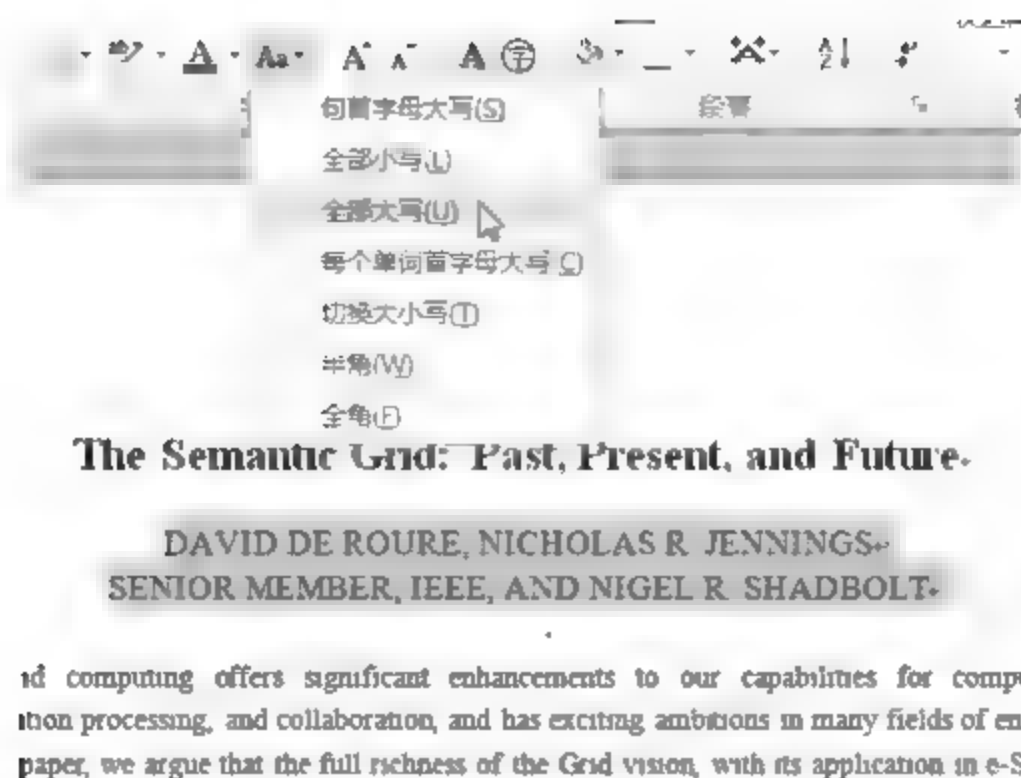 A Aa A A A 字
段落
句首字母大写(S)
全部小写(L)
全部大写(U)
每个单词首字母大写(C)
切换大小写(T)
半角(W)
全角(F)
The Semantic Grid: Past, Present, and Future
DAVID DE ROURE, NICHOLAS R. JENNINGS
SENIOR MEMBER, IEEE, AND NIGEL R. SHADBOLT
computing offers significant enhancements to our capabilities for
processing, and collaboration, and has exciting ambitions in many fields of
paper, we argue that the full richness of the Grid vision, with its application in